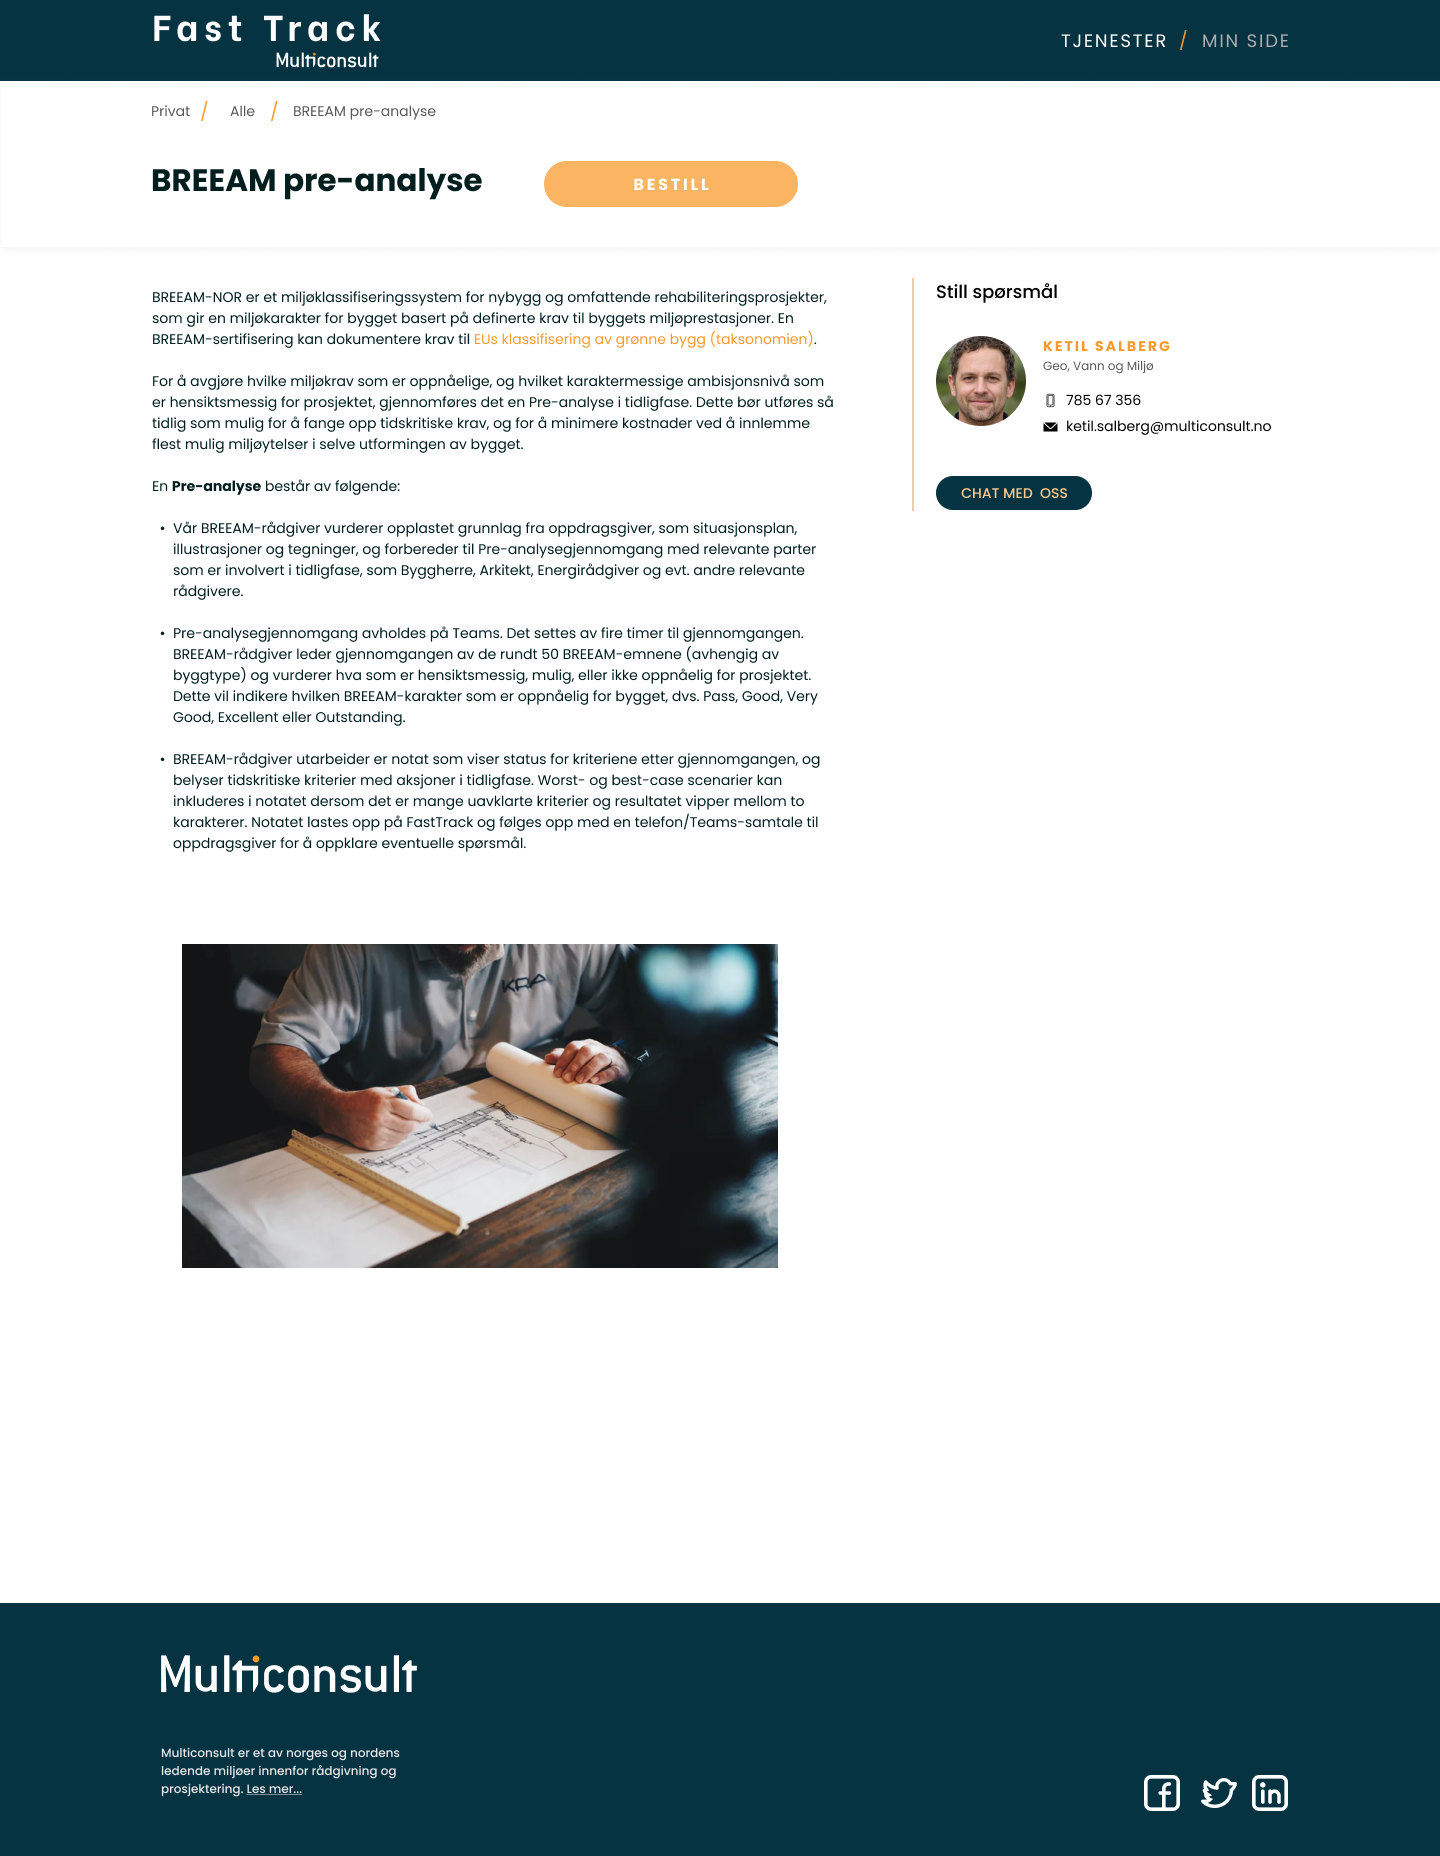 Fast Track
Multiconsult
TJENESTER / MIN SIDE
Privat / Alle / BREEAM pre-analyse
BREEAM pre-analyse
BESTILL
BREEAM-NOR er et miljøklassifiseringssystem for nybygg og omfattende rehabiliteringsprosjekter,
som gir en miljøkarakter for bygget basert på definerte krav til byggets miljøprestasjoner. En
BREEAM-sertifisering kan dokumentere krav til EUs klassifisering av grønne bygg (taksonomien).
For å avgjøre hvilke miljøkrav som er oppnåelige, og hvilket karaktermessige ambisjonsnivå som
er hensiktsmessig for prosjektet, gjennomføres det en Pre-analyse i tidligfase. Dette bør utføres så
tidlig som mulig for å fange opp tidskritiske krav, og for å minimere kostnader ved å innlemme
flest mulig miljøytelser i selve utformingen av bygget.
En Pre-analyse består av følgende:
• Vår BREEAM-rådgiver vurderer opplastet grunnlag fra oppdragsgiver, som situasjonsplan,
illustrasjoner og tegninger, og forbereder til Pre-analysegjennomgang med relevante parter
som er involvert i tidligfase, som Byggherre, Arkitekt, Energirådgiver og evt. andre relevante
rådgivere.
• Pre-analysegjennomgang avholdes på Teams. Det settes av fire timer til gjennomgangen.
BREEAM-rådgiver leder gjennomgangen av de rundt 50 BREEAM-emnene (avhengig av
byggtype) og vurderer hva som er hensiktsmessig, mulig, eller ikke oppnåelig for prosjektet.
Dette vil indikere hvilken BREEAM-karakter som er oppnåelig for bygget, dvs. Pass, Good, Very
Good, Excellent eller Outstanding.
• BREEAM-rådgiver utarbeider er notat som viser status for kriteriene etter gjennomgangen, og
belyser tidskritiske kriterier med aksjoner i tidligfase. Worst- og best-case scenarier kan
inkluderes i notatet dersom det er mange uavklarte kriterier og resultatet vipper mellom to
karakterer. Notatet lastes opp på FastTrack og følges opp med en telefon/Teams-samtale til
oppdragsgiver for å oppklare eventuelle spørsmål.
Still spørsmål
KETIL SALBERG
Geo, Vann og Miljø
785 67 356
ketil.salberg@multiconsult.no
CHAT MED OSS
KRA
Multiconsult
Multiconsult er et av norges og nordens
ledende miljøer innenfor rådgivning og
prosjektering. Les mer...